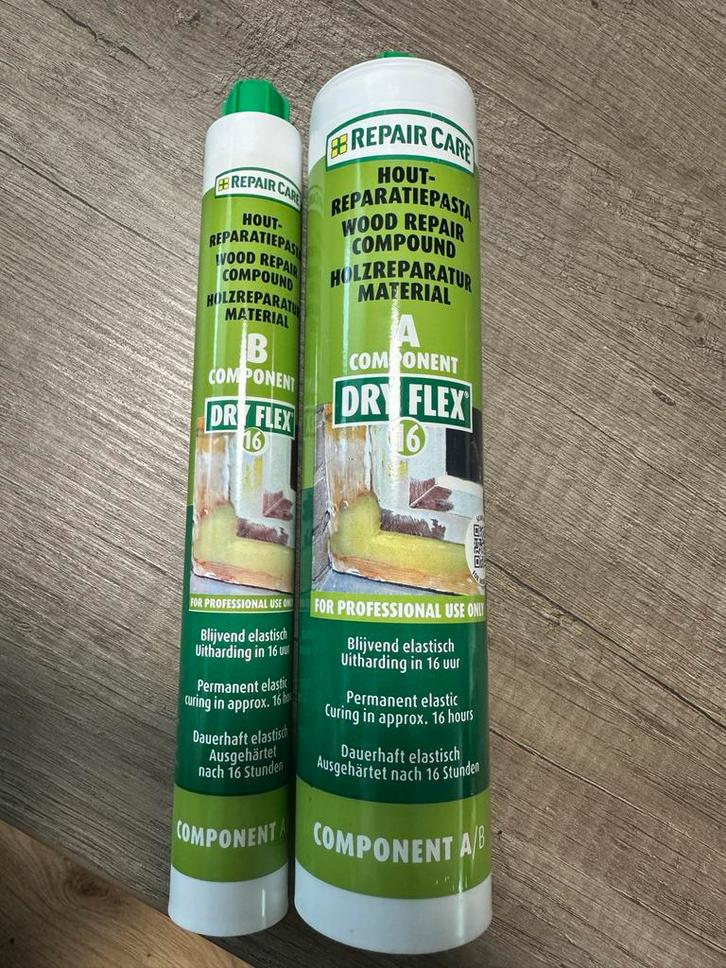 REPAIR CARE
HOUT-
REPARATIEPASTA
WOOD REPAIR
COMPOUND
HOLZREPARATUR
MATERIAL
B
COMPONENT
DRY FLEX
16
FOR PROFESSIONAL USE ONLY
Blijvend elastisch
Uitharding in 16 uur
Permanent elastic
curing in approx. 16 hou
Dauerhaft elastisch
Ausgehärtet
nach 16 Stunden
COMPONENT A
REPAIR CARE
HOUT-
REPARATIEPASTA
WOOD REPAIR
COMPOUND
HOLZREPARATUR
MATERIAL
A
COMPONENT
DRY FLEX®
16
FOR PROFESSIONAL USE ONLY
Blijvend elastisch
Uitharding in 16 uur
Permanent elastic
Curing in approx. 16 hours
Dauerhaft elastisch
Ausgehärtet nach 16 Stunden
COMPONENT A/B